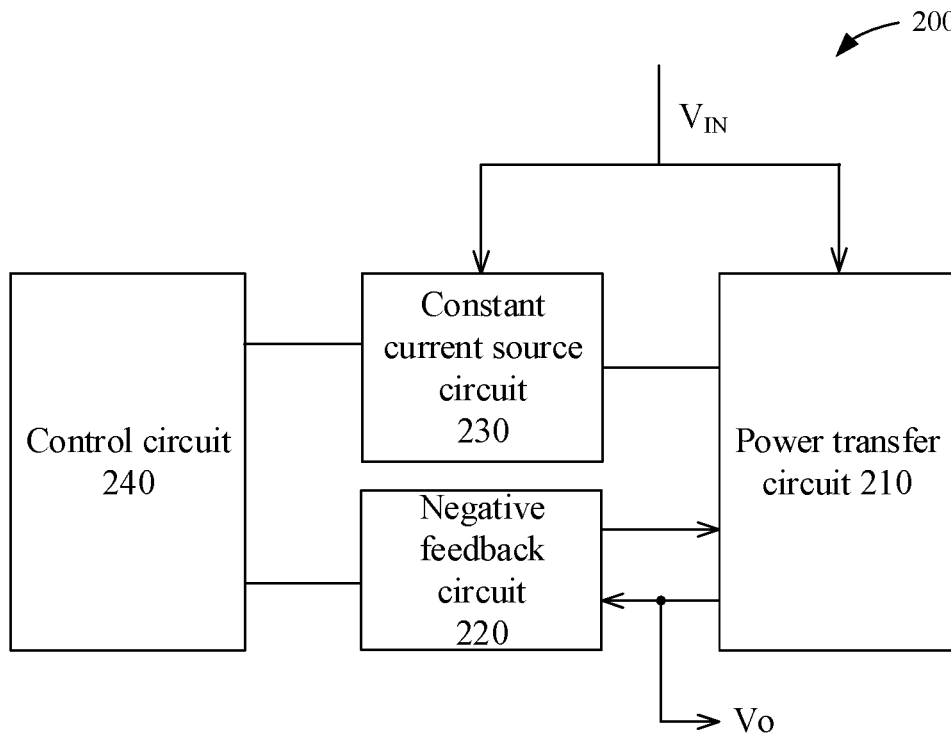 200
V_IN
Constant
current source
circuit
230
Control circuit
240
Power transfer
circuit 210
Negative
feedback
circuit
220
Vo